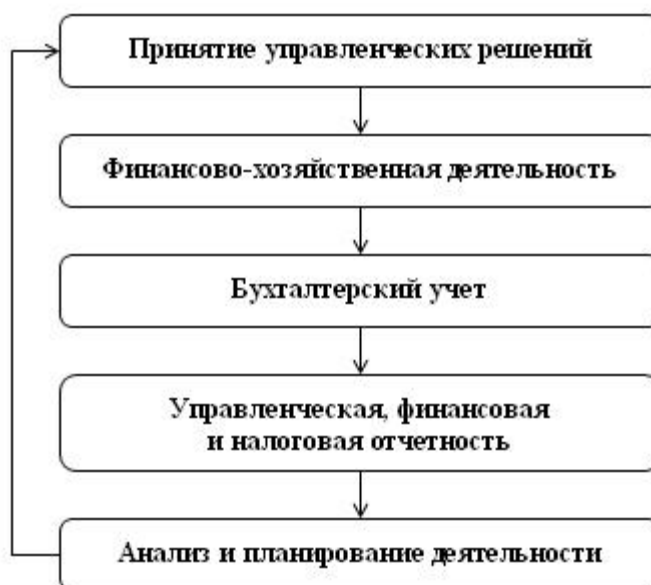 Принятие управленческих решений
Финансово-хозяйственная деятельность
Бухгалтерский учет
Управленческая, финансовая
и налоговая отчетность
Анализ и планирование деятельности